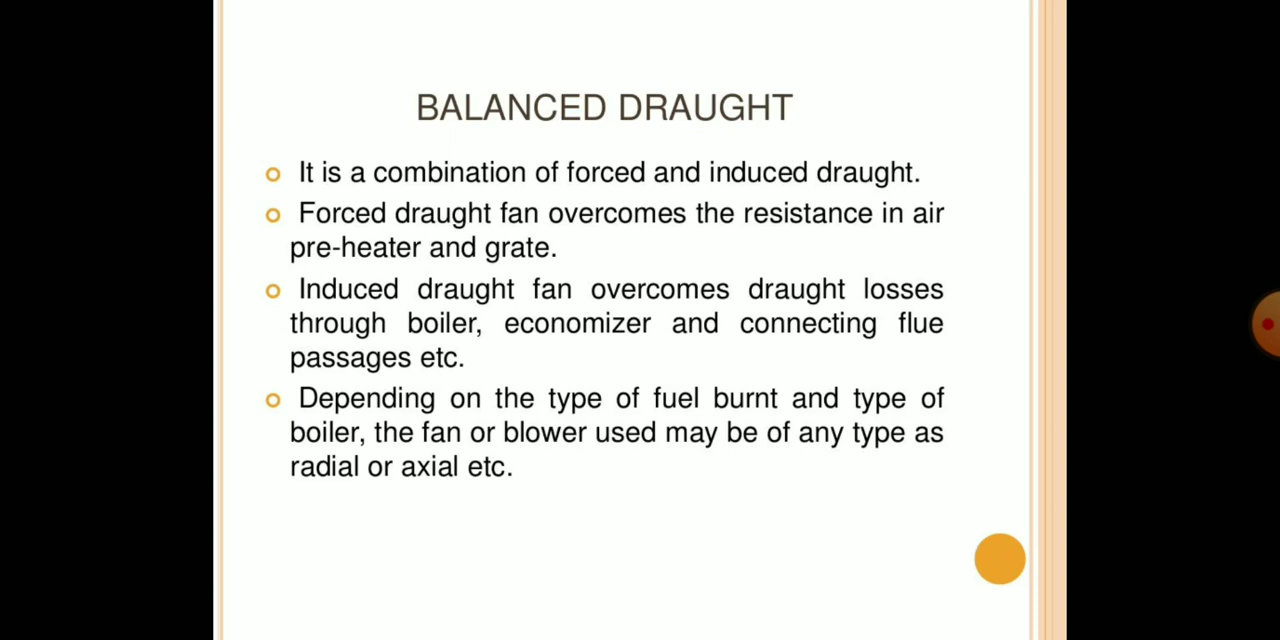 BALANCED DRAUGHT
It is a combination of forced and induced draught.
Forced draught fan overcomes the resistance in air
pre-heater and grate.
Induced draught fan overcomes draught losses
through boiler, economizer and connecting flue
passages etc.
Depending on the type of fuel burnt and type of
boiler, the fan or blower used may be of any type as
radial or axial etc.